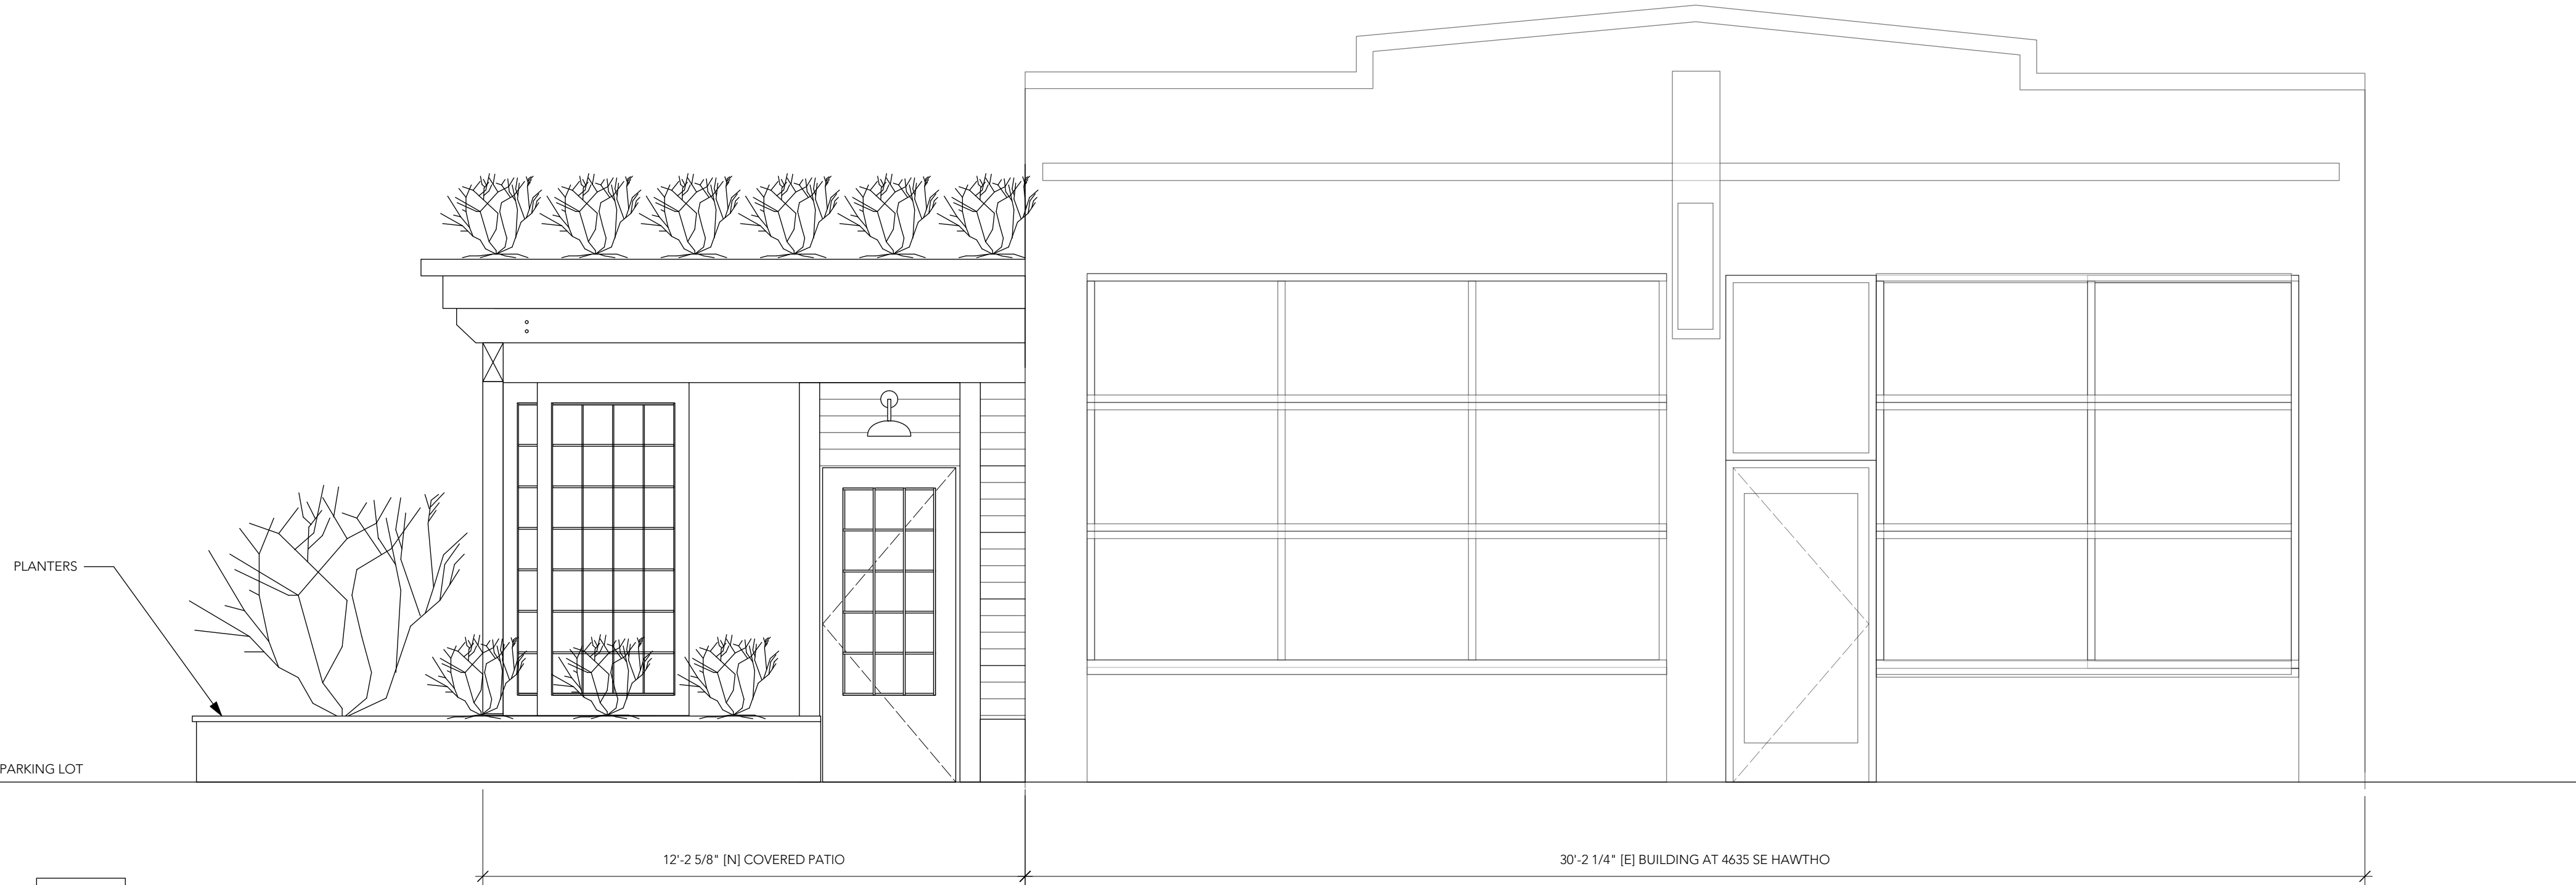 PLANTERS
PARKING LOT
12'-2 5/8" [N] COVERED PATIO
30'-2 1/4" [E] BUILDING AT 4635 SE HAWTHO